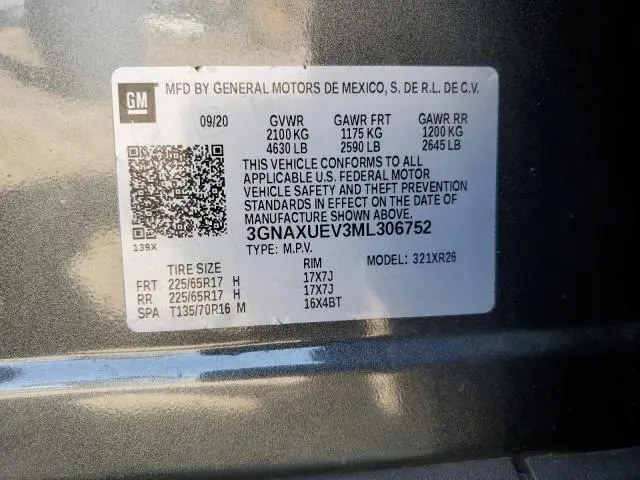 GM
MFD BY GENERAL MOTORS DE MEXICO, S. DE R.L. DE C.V.
09/20 GVWR GAWR FRT GAWR RR
2100 KG 1175 KG 1200 KG
4630 LB 2590 LB 2645 LB
THIS VEHICLE CONFORMS TO ALL
APPLICABLE U.S. FEDERAL MOTOR
VEHICLE SAFETY AND THEFT PREVENTION
STANDARDS IN EFFECT ON THE DATE OF
MANUFACTURE SHOWN ABOVE.
3GNAXUEV3ML306752
139X
TYPE: M.P.V.
MODEL: 321XR26
TIRE SIZE RIM
FRT 225/65R17 H 17X7J
RR 225/65R17 H 17X7J
SPA T135/70R16 M 16X4BT